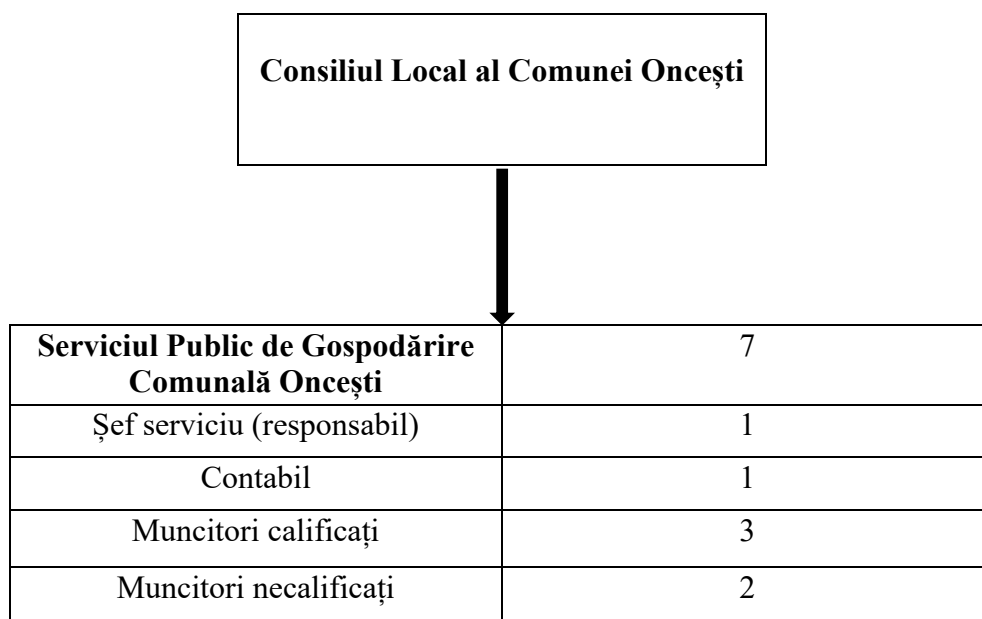 Consiliul Local al Comunei Oncești
Serviciul Public de Gospodărire
Comunală Oncești
7
Șef serviciu (responsabil)
1
Contabil
1
Muncitori calificați
3
Muncitori necalificați
2